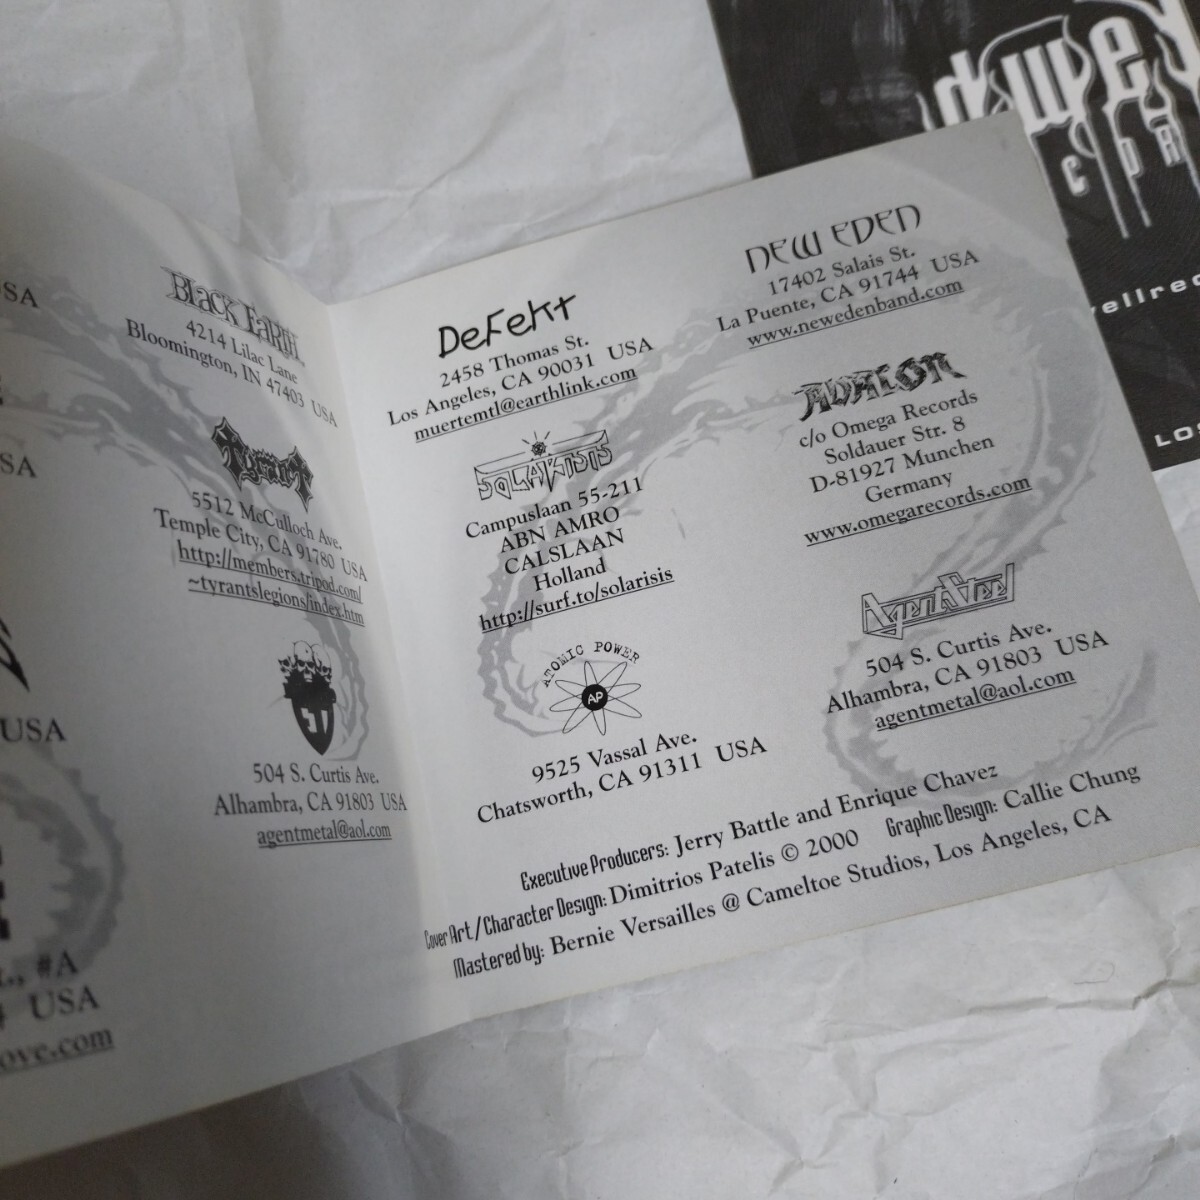 OSA
SA
USA
#A
USA
ove.com
Black Earth
4214 Lilac Lane
Bloomington, IN 47403 USA
Tyrant
5512 McCulloch Ave.
Temple City, CA 91780 USA
http://members.tripod.com/
~tyrantslegions/index.htm
504 S. Curtis Ave.
Alhambra, CA 91803 USA
agentmetal@aol.com
DeFeKt
2458 Thomas St.
Los Angeles, CA 90031 USA
muertemtl@earthlink.com
SOLARISIS
Campuslaan 55-211
ABN AMRO
CALSLAAN
Holland
http://surf.to/solarisis
ATOMIC POWER
AP
9525 Vassal Ave.
Chatsworth, CA 91311 USA
NEW EDEN
17402 Salais St.
La Puente, CA 91744 USA
www.newedenband.com
AVALON
c/o Omega Records
Soldauer Str. 8
D-81927 Munchen
Germany
www.omegarecords.com
Agent Steel
504 S. Curtis Ave.
Alhambra, CA 91803 USA
agentmetal@aol.com
Executive Producers: Jerry Battle and Enrique Chavez
Cover Art/Character Design: Dimitrios Patelis © 2000 Graphic Design: Callie Chung
Mastered by: Bernie Versailles @ Cameltoe Studios, Los Angeles, CA
ellrec
LOS